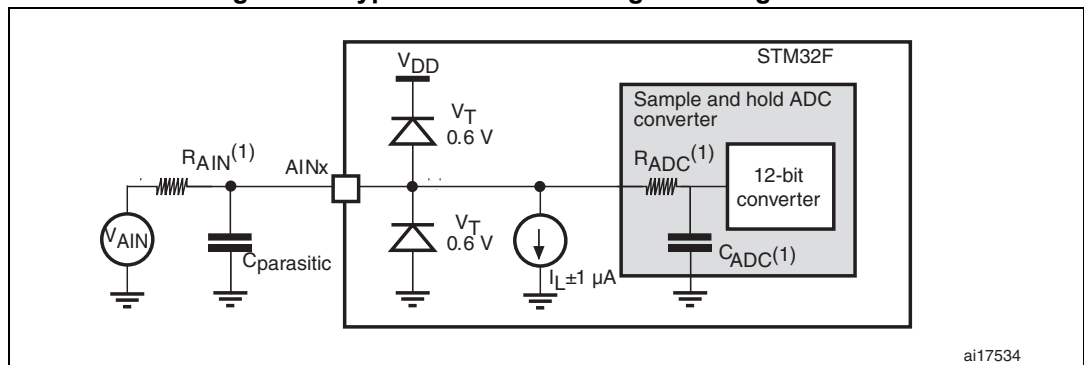 STM32F
VDD
Sample and hold ADC
converter
VT
0.6 V
RAIN(1)
AINx
RADC(1)
12-bit
converter
VAIN
Cparasitic
VT
0.6 V
IL±1 µA
CADC(1)
ai17534